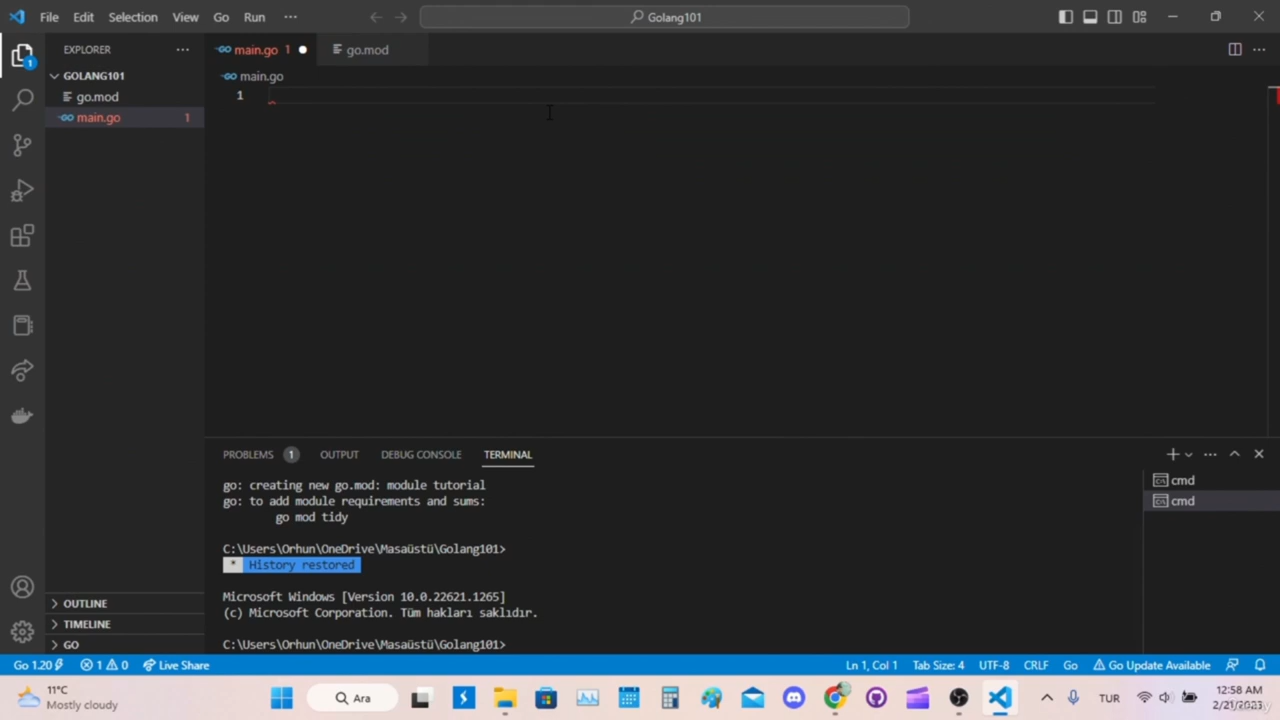 File Edit Selection View Go Run ··· Golang101
EXPLORER ···
GOLANG101
go.mod
main.go 1
main.go 1 go.mod
main.go
1
PROBLEMS 1 OUTPUT DEBUG CONSOLE TERMINAL
go: creating new go.mod: module tutorial
go: to add module requirements and sums:
go mod tidy
C:\Users\Orhun\OneDrive\Masaüstü\Golang101>
* History restored
Microsoft Windows [Version 10.0.22621.1265]
(c) Microsoft Corporation. Tüm hakları saklıdır.
C:\Users\Orhun\OneDrive\Masaüstü\Golang101>
cmd
cmd
OUTLINE
TIMELINE
GO
1
Go 1.20 1 0 Live Share Ln 1, Col 1 Tab Size: 4 UTF-8 CRLF Go Go Update Available
11°C
Mostly cloudy
Ara
TUR
12:58 AM
2/21/2023